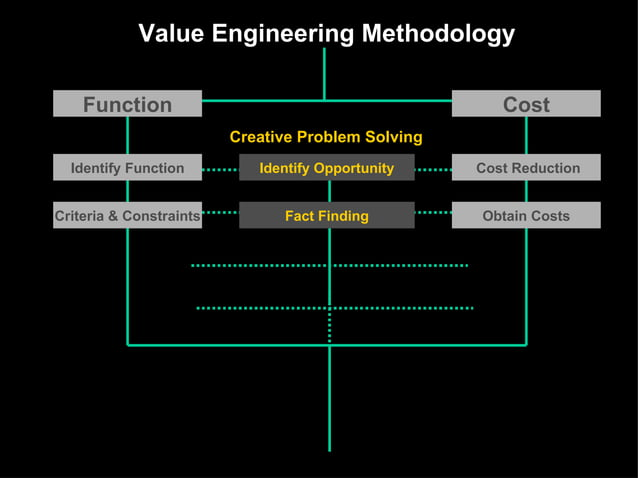 Value Engineering Methodology
Function
Cost
Creative Problem Solving
Identify Function
Identify Opportunity
Cost Reduction
Criteria & Constraints
Fact Finding
Obtain Costs